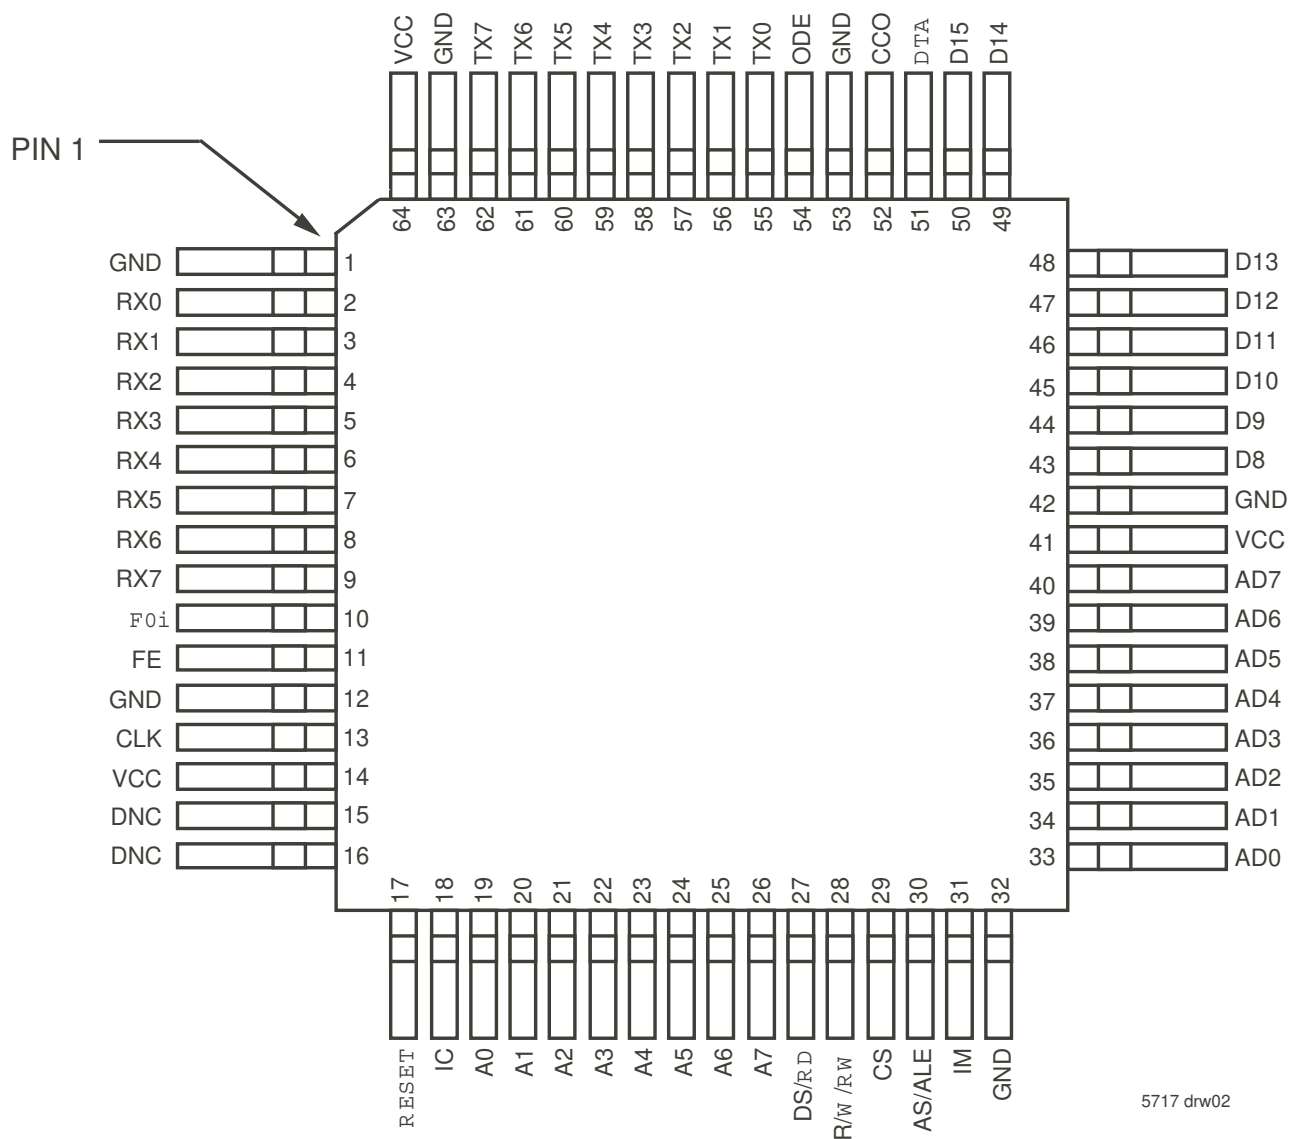 VCC GND TX7 TX6 TX5 TX4 TX3 TX2 TX1 TX0 ODE GND CCO DTA D15 D14
PIN 1
64 63 62 61 60 59 58 57 56 55 54 53 52 51 50 49
GND 1 48 D13
RX0 2 47 D12
RX1 3 46 D11
RX2 4 45 D10
RX3 5 44 D9
RX4 6 43 D8
RX5 7 42 GND
RX6 8 41 VCC
RX7 9 40 AD7
F0i 10 39 AD6
FE 11 38 AD5
GND 12 37 AD4
CLK 13 36 AD3
VCC 14 35 AD2
DNC 15 34 AD1
DNC 16 33 AD0
17 18 19 20 21 22 23 24 25 26 27 28 29 30 31 32
RESET IC A0 A1 A2 A3 A4 A5 A6 A7 DS/RD R/W/RW CS AS/ALE IM GND
5717 drw02